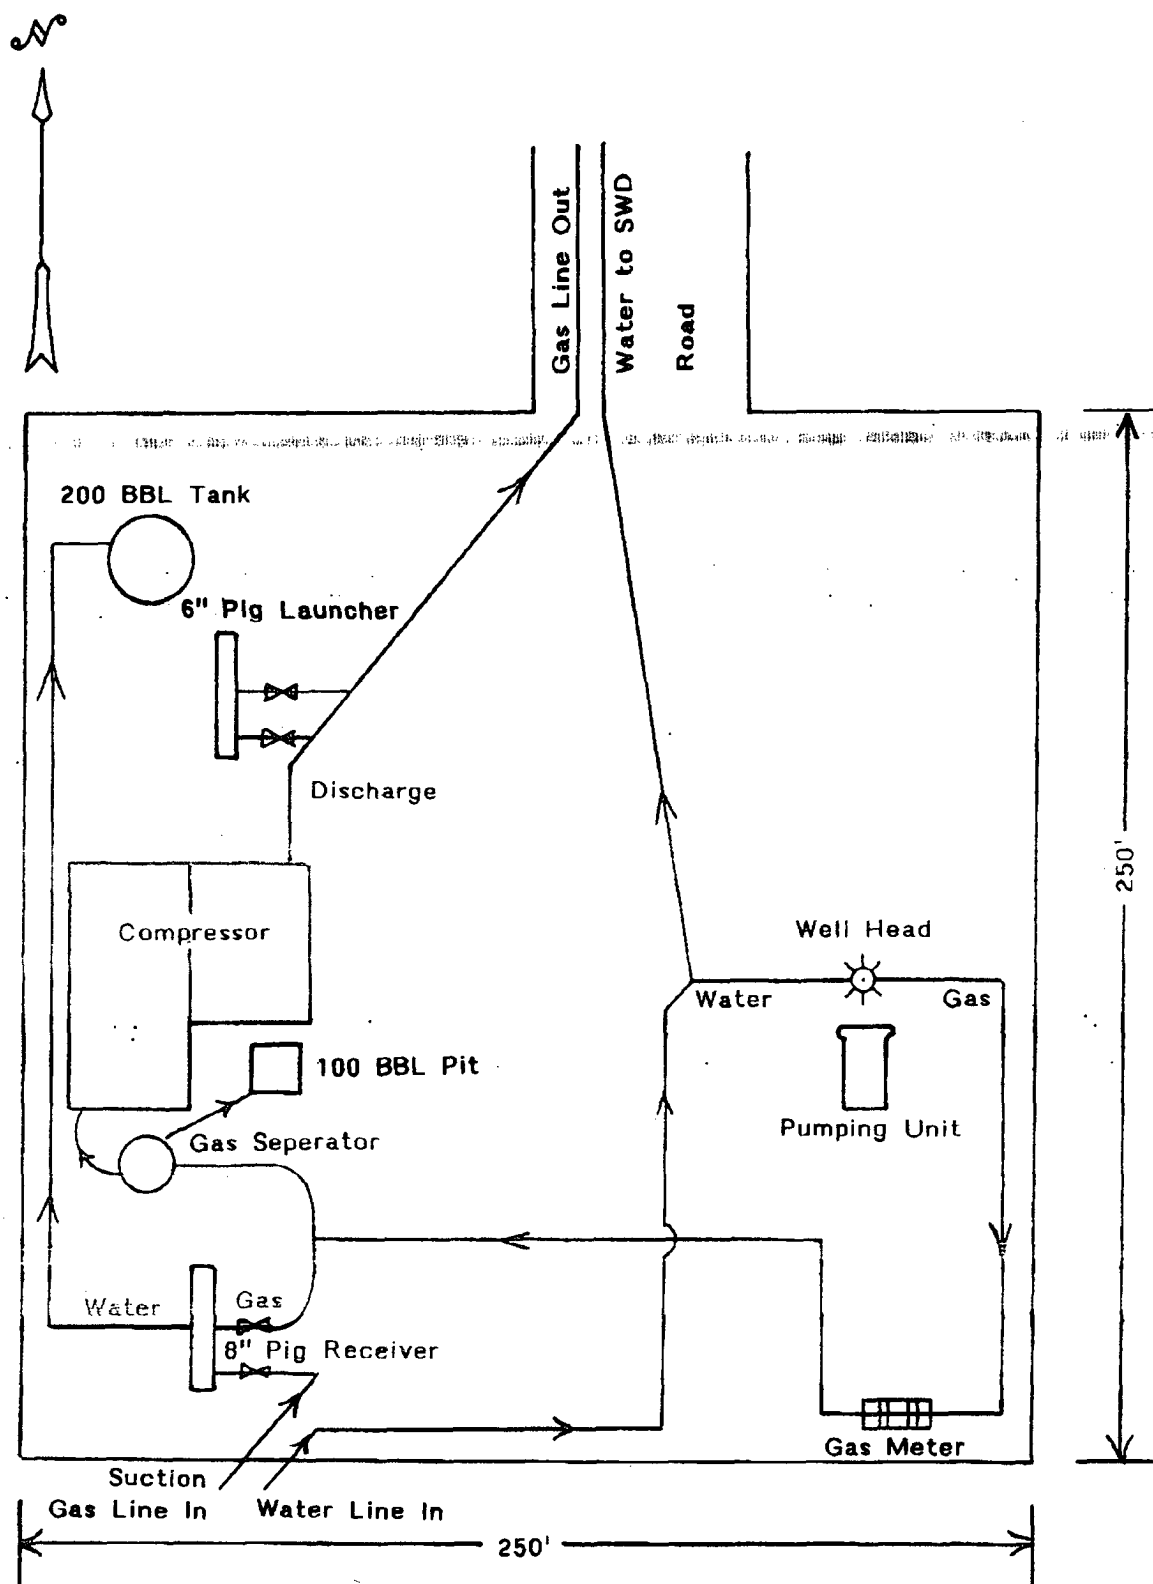 N
Gas Line Out
Water to SWD
Road
200 BBL Tank
6" Pig Launcher
Discharge
250'
Compressor
Well Head
Water
Gas
100 BBL Pit
Pumping Unit
Gas Seperator
Water
Gas
8" Pig Receiver
Gas Meter
Suction
Gas Line In
Water Line In
250'